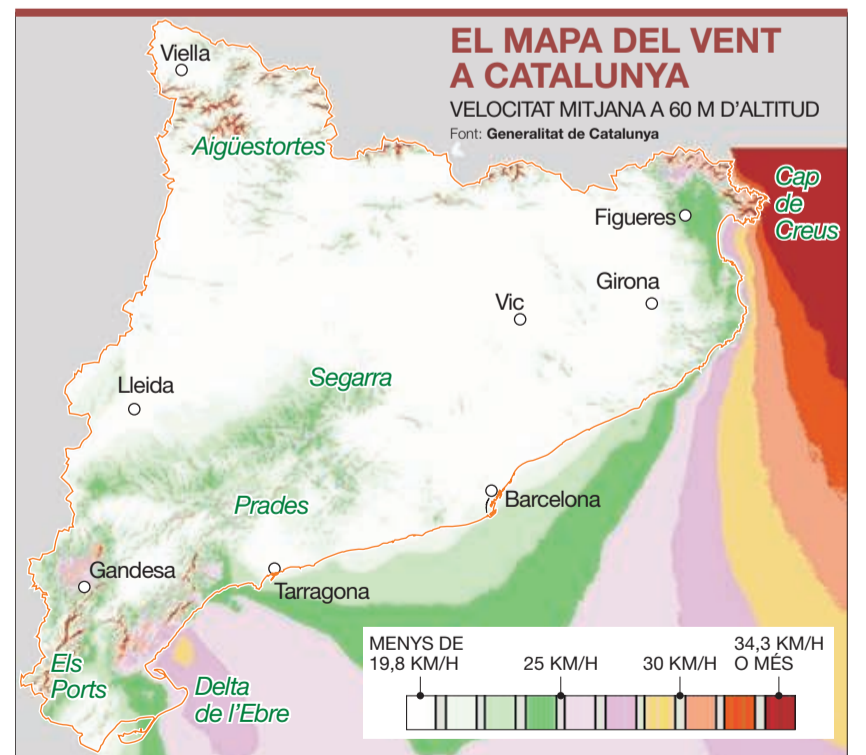 EL MAPA DEL VENT
A CATALUNYA
VELOCITAT MITJANA A 60 M D'ALTITUD
Font: Generalitat de Catalunya
Viella
Aigüestortes
Cap
de
Creus
Figueres
Girona
Vic
Segarra
Lleida
Barcelona
Prades
Gandesa
Tarragona
Els
Ports
Delta
de l'Ebre
MENYS DE
19,8 KM/H
25 KM/H
30 KM/H
34,3 KM/H
O MÉS